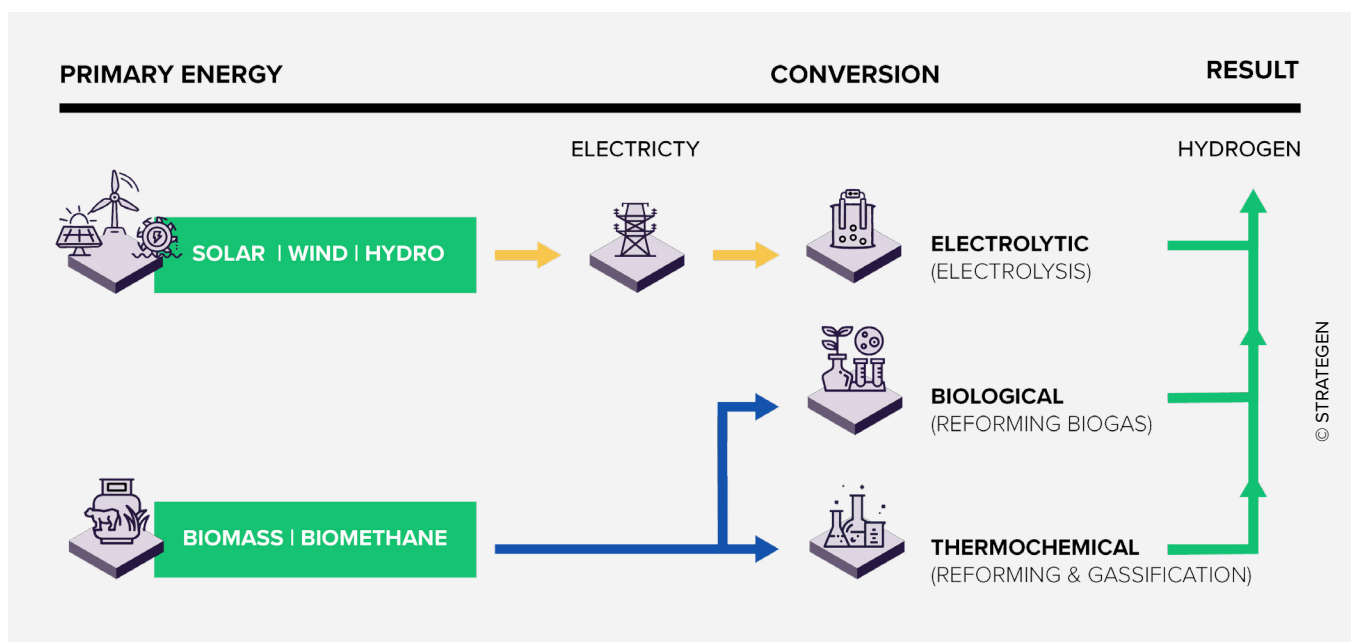 PRIMARY ENERGY
CONVERSION
RESULT
ELECTRICTY
HYDROGEN
SOLAR | WIND | HYDRO
ELECTROLYTIC
(ELECTROLYSIS)
BIOLOGICAL
(REFORMING BIOGAS)
BIOMASS | BIOMETHANE
THERMOCHEMICAL
(REFORMING & GASSIFICATION)
© STRATEGEN